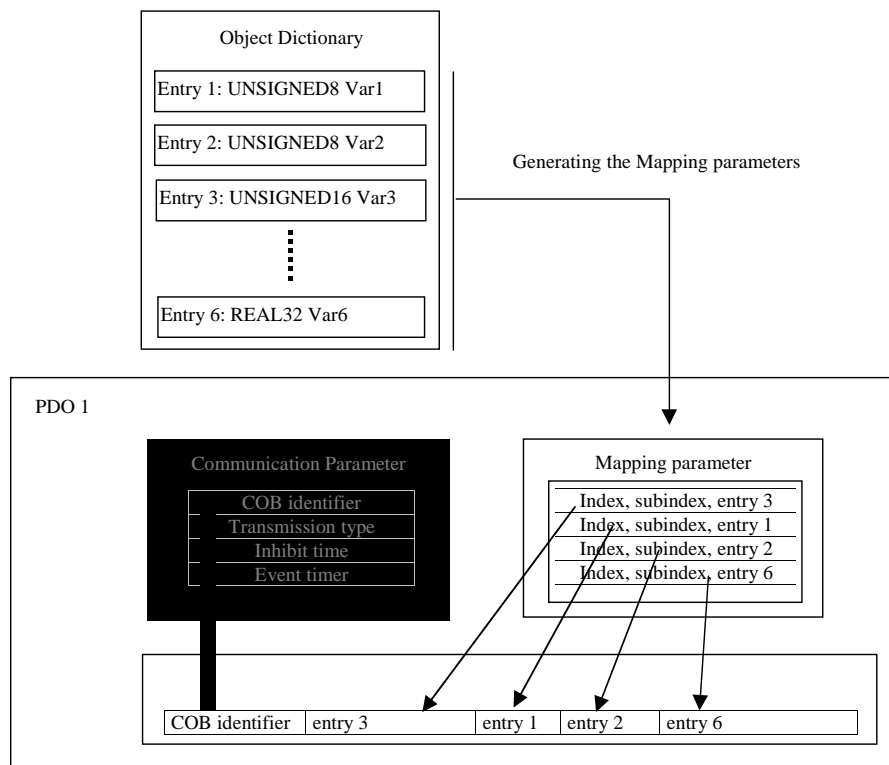 Object Dictionary
Entry 1: UNSIGNED8 Var1
Entry 2: UNSIGNED8 Var2
Entry 3: UNSIGNED16 Var3
Entry 6: REAL32 Var6
Generating the Mapping parameters
PDO 1
Communication Parameter
COB identifier
Transmission type
Inhibit time
Event timer
Mapping parameter
Index, subindex, entry 3
Index, subindex, entry 1
Index, subindex, entry 2
Index, subindex, entry 6
COB identifier entry 3 entry 1 entry 2 entry 6